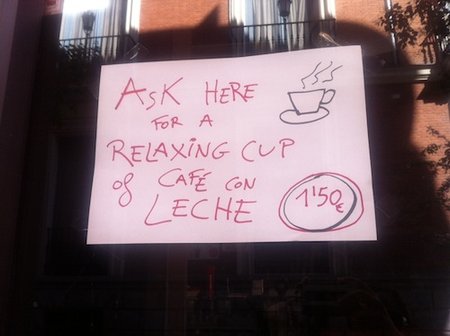 ASK HERE
FOR A
RELAXING CUP
of CAFÉ CON
LECHE
1'50€